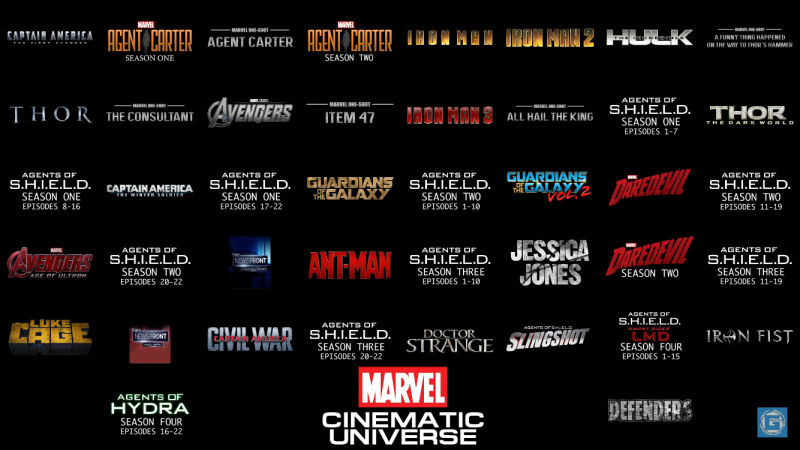 CAPTAIN AMERICA
THE FIRST AVENGER
MARVEL
AGENT CARTER
SEASON ONE
MARVEL ONE-SHOT
AGENT CARTER
MARVEL
AGENT CARTER
SEASON TWO
IRON MAN
IRON MAN 2
HULK
MARVEL ONE-SHOT
A FUNNY THING HAPPENED
ON THE WAY TO THOR'S HAMMER
THOR
MARVEL ONE-SHOT
THE CONSULTANT
AVENGERS
MARVEL ONE-SHOT
ITEM 47
IRON MAN 3
MARVEL ONE-SHOT
ALL HAIL THE KING
AGENTS OF
S.H.I.E.L.D.
SEASON ONE
EPISODES 1-7
THOR
THE DARK WORLD
AGENTS OF
S.H.I.E.L.D.
SEASON ONE
EPISODES 8-16
CAPTAIN AMERICA
THE WINTER SOLDIER
AGENTS OF
S.H.I.E.L.D.
SEASON ONE
EPISODES 17-22
GUARDIANS
OF THE GALAXY
AGENTS OF
S.H.I.E.L.D.
SEASON TWO
EPISODES 1-10
GUARDIANS
OF THE GALAXY
VOL. 2
MARVEL
DAREDEVIL
AGENTS OF
S.H.I.E.L.D.
SEASON TWO
EPISODES 11-19
MARVEL
AVENGERS
AGE OF ULTRON
AGENTS OF
S.H.I.E.L.D.
SEASON TWO
EPISODES 20-22
NEWSFRONT
ANT-MAN
AGENTS OF
S.H.I.E.L.D.
SEASON THREE
EPISODES 1-10
JESSICA
JONES
MARVEL
DAREDEVIL
SEASON TWO
AGENTS OF
S.H.I.E.L.D.
SEASON THREE
EPISODES 11-19
LUKE
CAGE
NEWSFRONT
CAPTAIN AMERICA
CIVIL WAR
AGENTS OF
S.H.I.E.L.D.
SEASON THREE
EPISODES 20-22
DOCTOR
STRANGE
AGENTS OF S.H.I.E.L.D.
SLINGSHOT
AGENTS OF
S.H.I.E.L.D.
GHOST RIDER
LMD
SEASON FOUR
EPISODES 1-15
IRON FIST
AGENTS OF
HYDRA
SEASON FOUR
EPISODES 16-22
MARVEL
CINEMATIC
UNIVERSE
DEFENDERS
G